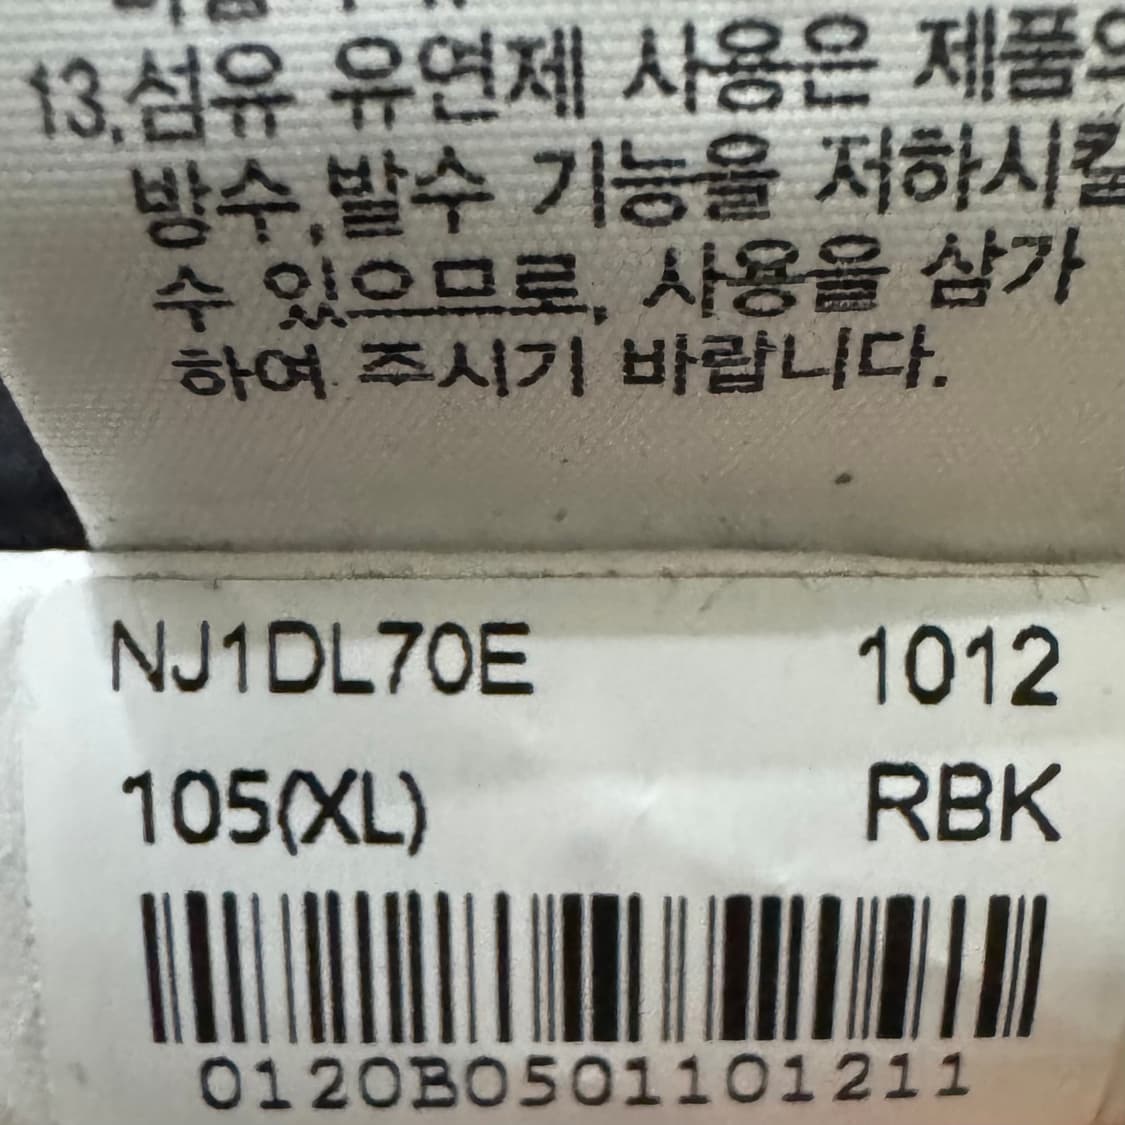 13.섬유 유연제 사용은 제품의
방수,발수 기능을 저하시킬
수 있으므로, 사용을 삼가
하여 주시기 바랍니다.
NJ1DL70E 1012
105(XL) RBK
0120B0501101211